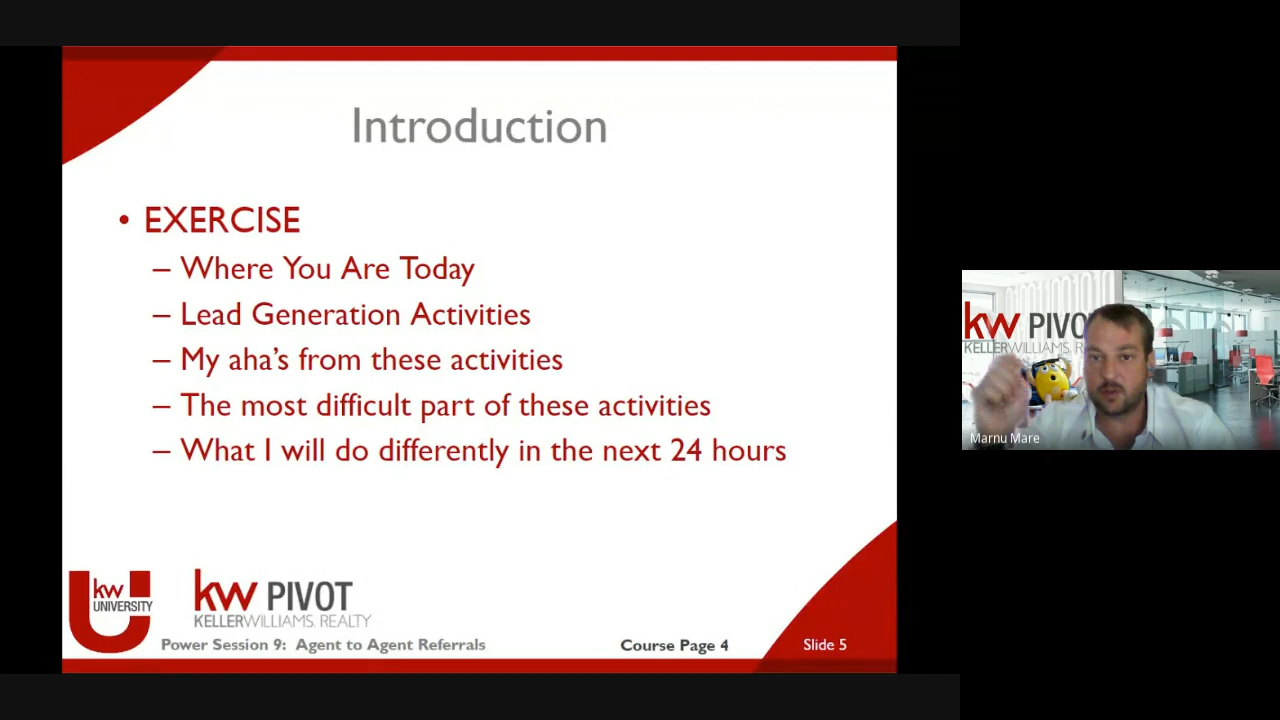 Introduction
• EXERCISE
– Where You Are Today
– Lead Generation Activities
– My aha's from these activities
– The most difficult part of these activities
– What I will do differently in the next 24 hours
kw
UNIVERSITY
kw PIVOT
KELLERWILLIAMS. REALTY
Power Session 9: Agent to Agent Referrals
Course Page 4
Slide 5
kw PIVO
KELLERWILLIAMS. R
Marnu Mare